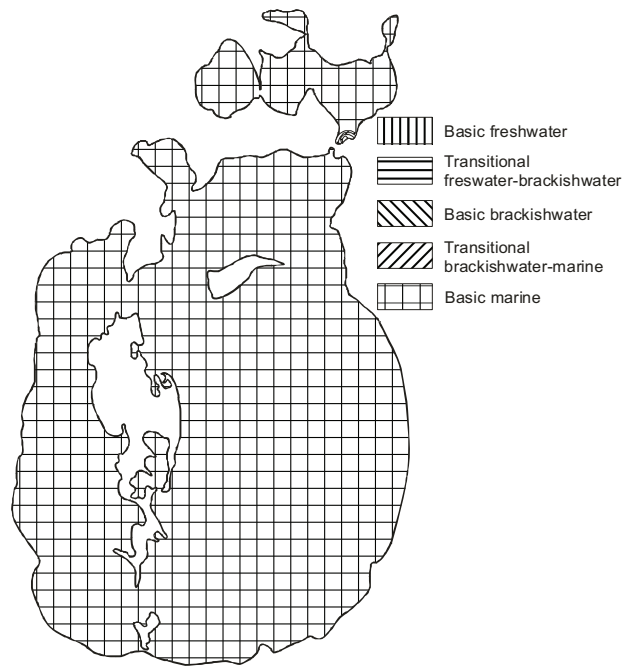 Basic freshwater
Transitional
freswater-brackishwater
Basic brackishwater
Transitional
brackishwater-marine
Basic marine